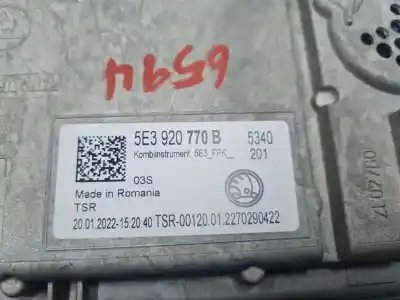 6594
5E3 920 770 B 5340
Kombiinstrument 5E3_FPK_ 201
03S
Made in Romania
TSR
20.01.2022-15:20:40 TSR-00120.01.2270290422